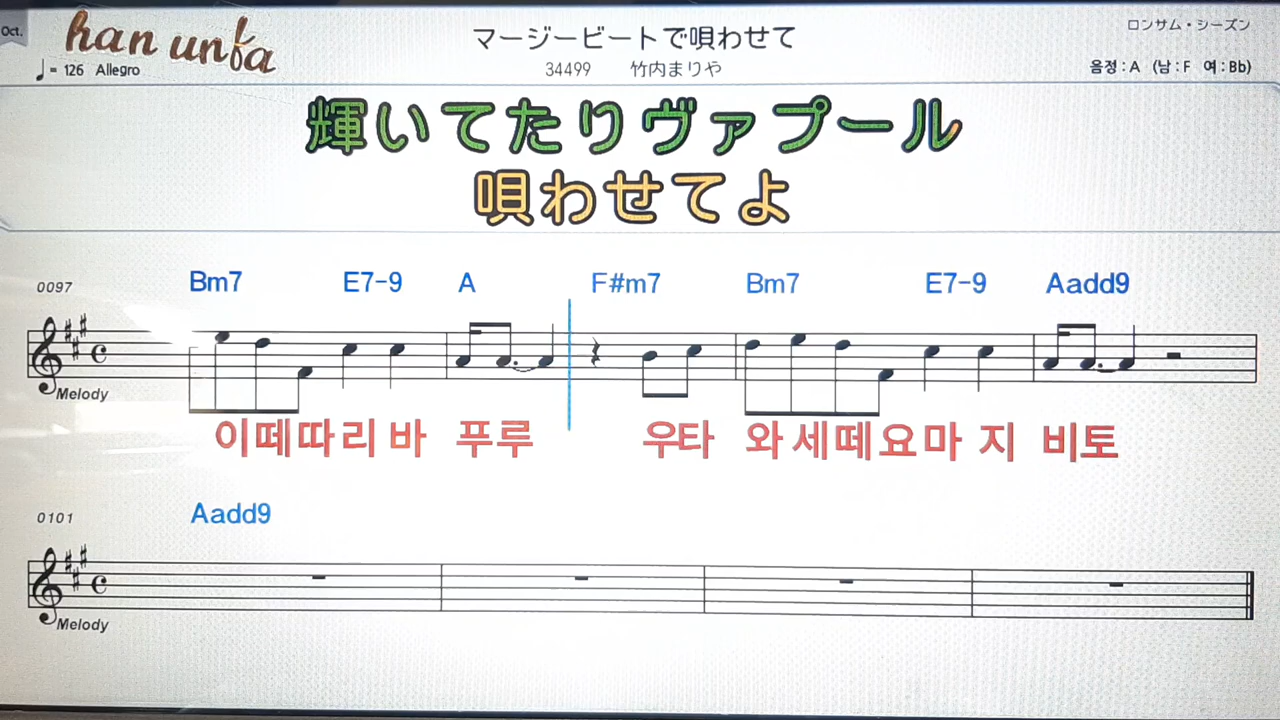 Oct.
han unfa
♩= 126 Allegro
マージービートで唄わせて
34499 竹内まりや
ロンサム・シーズン
음정 : A (남 : F 여 : Bb)
輝いてたりヴァプール
唄わせてよ
0097 Bm7 E7-9 A F#m7 Bm7 E7-9 Aadd9
Melody
이떼따리 바 푸루 우타 와세떼요마 지 비토
0101 Aadd9
Melody